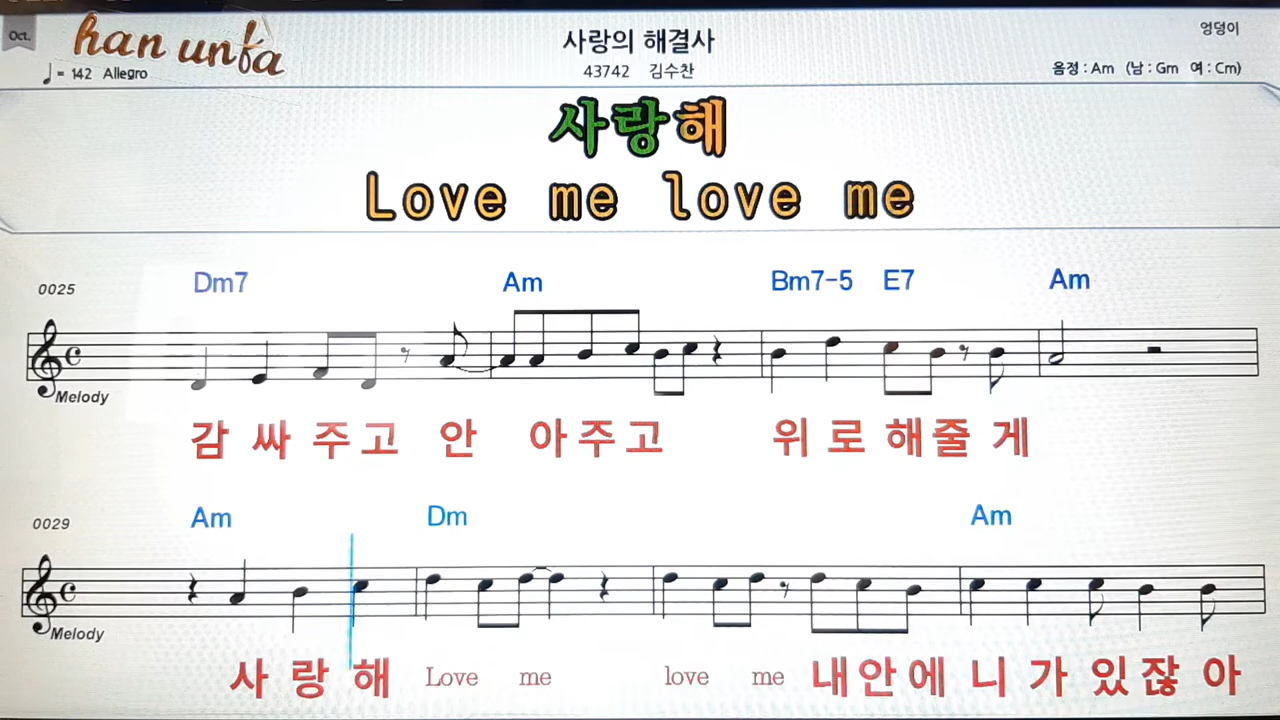 Oct.
han unfa
♩= 142 Allegro
사랑의 해결사
43742 김수찬
엉덩이
음정 : Am (남 : Gm 여 : Cm)
사랑해
Love me love me
0025
Dm7 Am Bm7-5 E7 Am
Melody
감 싸 주 고 안 아 주 고 위 로 해 줄 게
0029
Am Dm Am
Melody
사 랑 해 Love me love me 내 안 에 니 가 있 잖 아